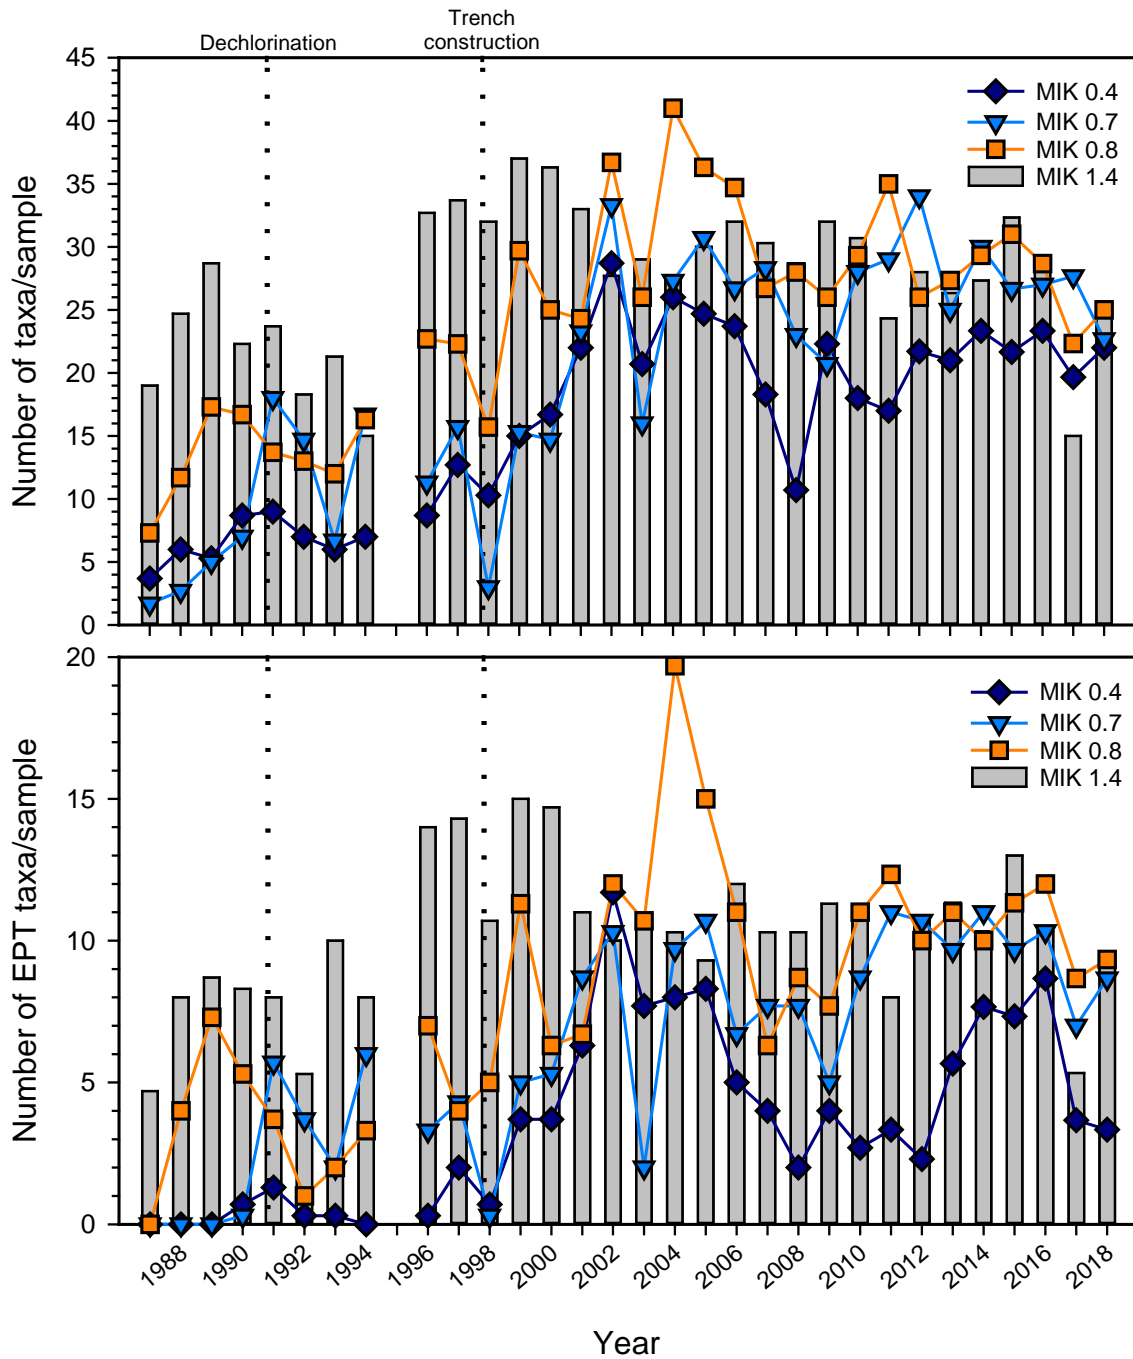 Trench
Dechlorination construction
45
40
35
30
25
20
15
10
5
0
Number of taxa/sample
MIK 0.4
MIK 0.7
MIK 0.8
MIK 1.4
20
15
10
5
0
Number of EPT taxa/sample
MIK 0.4
MIK 0.7
MIK 0.8
MIK 1.4
1988 1990 1992 1994 1996 1998 2000 2002 2004 2006 2008 2010 2012 2014 2016 2018
Year